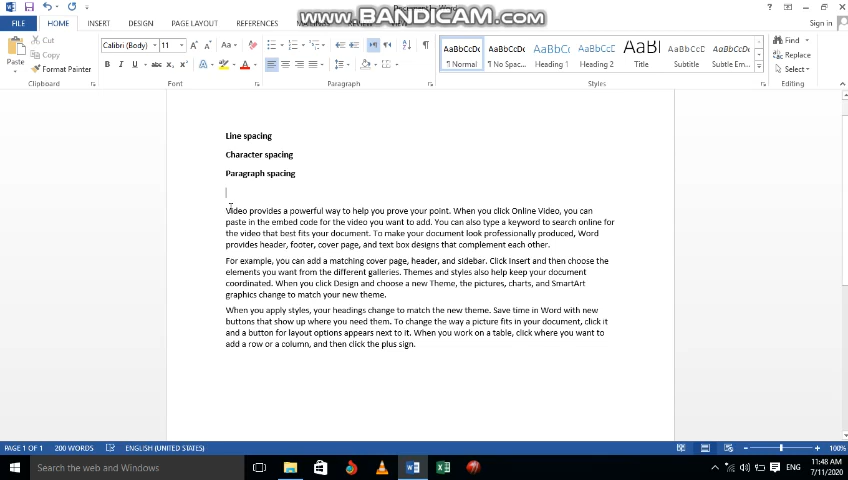 www.BANDICAM.com
Sign in
FILE HOME INSERT DESIGN PAGE LAYOUT REFERENCES
Cut
Copy
Paste
Format Painter
Clipboard
Calibri (Body) 11
Font
Paragraph
AaBbCcDc AaBbCcDc AaBbCc AaBbCcC AaBl AaBbCcC AaBbCcDc
¶ Normal ¶ No Spac... Heading 1 Heading 2 Title Subtitle Subtle Em...
Styles
Find
Replace
Select
Editing
Line spacing
Character spacing
Paragraph spacing
Video provides a powerful way to help you prove your point. When you click Online Video, you can
paste in the embed code for the video you want to add. You can also type a keyword to search online for
the video that best fits your document. To make your document look professionally produced, Word
provides header, footer, cover page, and text box designs that complement each other.
For example, you can add a matching cover page, header, and sidebar. Click Insert and then choose the
elements you want from the different galleries. Themes and styles also help keep your document
coordinated. When you click Design and choose a new Theme, the pictures, charts, and SmartArt
graphics change to match your new theme.
When you apply styles, your headings change to match the new theme. Save time in Word with new
buttons that show up where you need them. To change the way a picture fits in your document, click it
and a button for layout options appears next to it. When you work on a table, click where you want to
add a row or a column, and then click the plus sign.
PAGE 1 OF 1 200 WORDS ENGLISH (UNITED STATES) 100%
Search the web and Windows
ENG
11:48 AM
7/11/2020